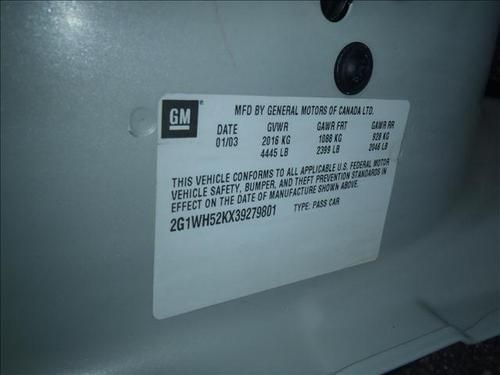 GM
MFD BY GENERAL MOTORS OF CANADA LTD.
DATE GVWR GAWR FRT GAWR RR
01/03 2016 KG 1088 KG 928 KG
4445 LB 2399 LB 2046 LB
THIS VEHICLE CONFORMS TO ALL APPLICABLE U.S. FEDERAL MOTOR
VEHICLE SAFETY, BUMPER, AND THEFT PREVENTION STANDARDS IN
EFFECT ON THE DATE OF MANUFACTURE SHOWN ABOVE.
2G1WH52KX39279801 TYPE: PASS CAR